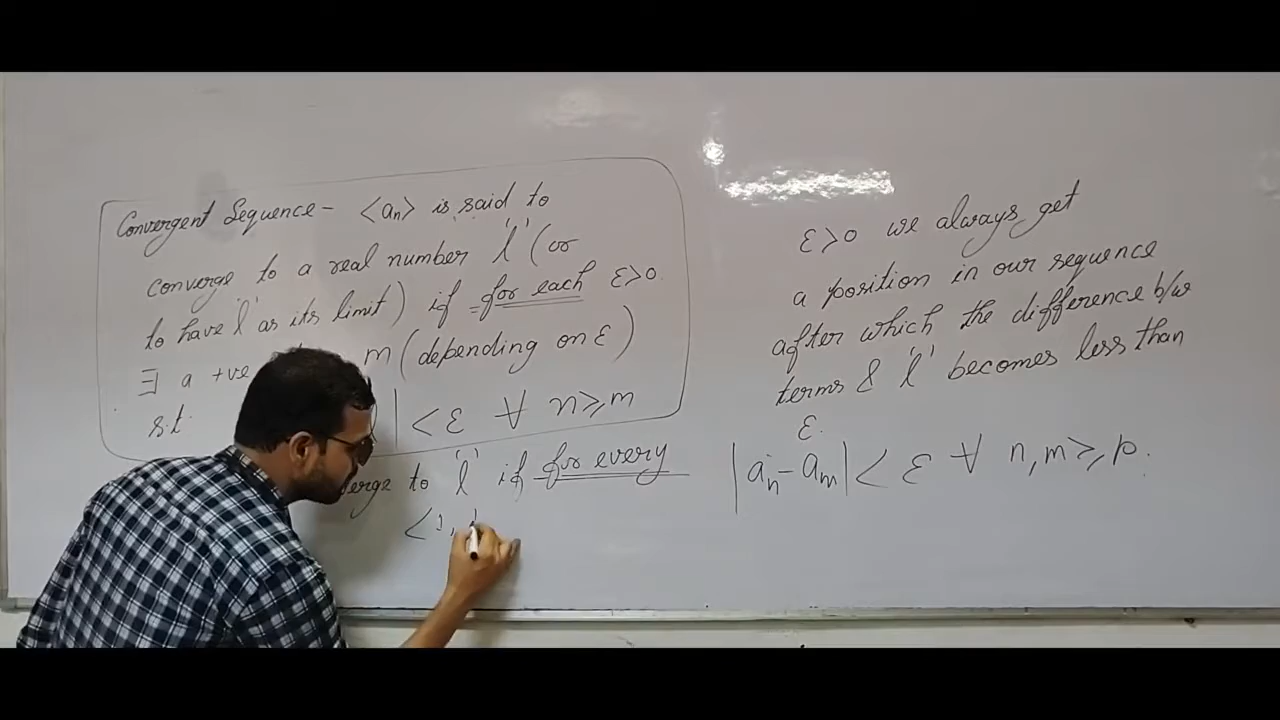 Convergent Sequence - <an> is said to
converge to a real number 'l' (or
to have 'l' as its limit) if for each ε>0
∃ a +ve m (depending on ε)
s.t. | < ε ∀ n ≥ m
to 'l' if for every
< 1,
ε>0 we always get
a position in our sequence
after which the difference b/w
terms & 'l' becomes less than
ε.
|an - am| < ε ∀ n, m ≥ p.